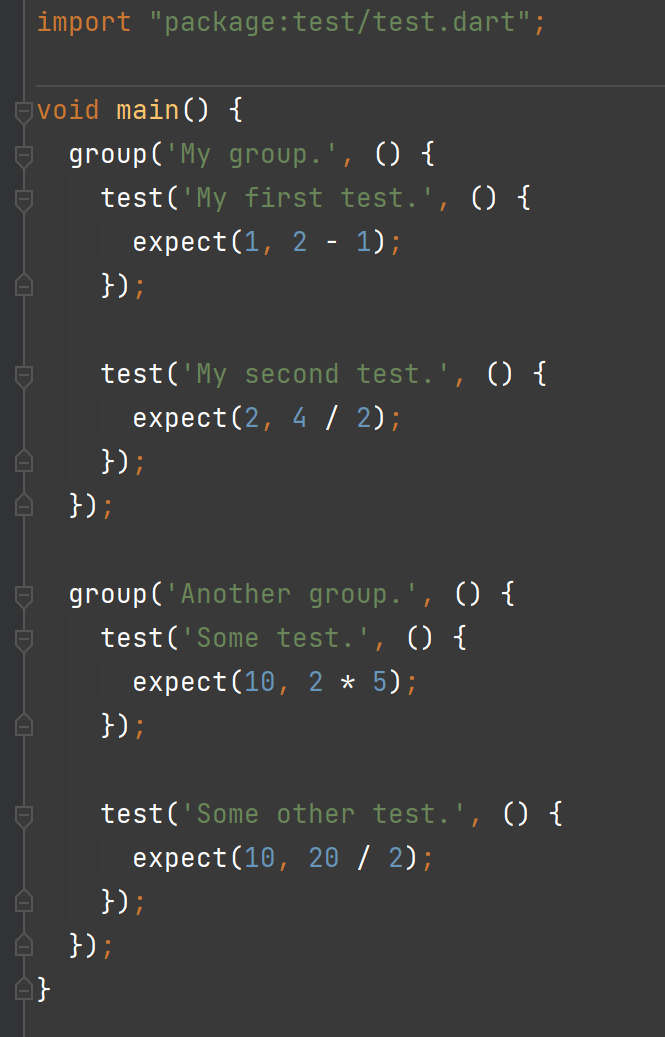 import "package:test/test.dart";
void main() {
  group('My group.', () {
    test('My first test.', () {
      expect(1, 2 - 1);
    });
    test('My second test.', () {
      expect(2, 4 / 2);
    });
  });
  group('Another group.', () {
    test('Some test.', () {
      expect(10, 2 * 5);
    });
    test('Some other test.', () {
      expect(10, 20 / 2);
    });
  });
}